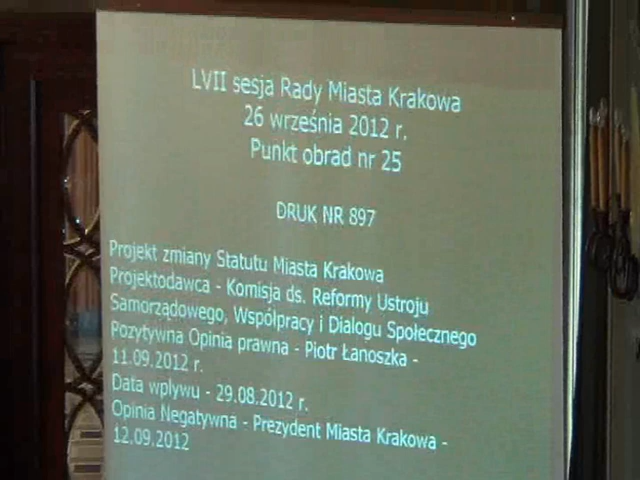 LVII sesja Rady Miasta Krakowa
26 września 2012 r.
Punkt obrad nr 25
DRUK NR 897
Projekt zmiany Statutu Miasta Krakowa
Projektodawca - Komisja ds. Reformy Ustroju
Samorządowego, Współpracy i Dialogu Społecznego
Pozytywna Opinia prawna - Piotr Łanoszka -
11.09.2012 r.
Data wpływu - 29.08.2012 r.
Opinia Negatywna - Prezydent Miasta Krakowa -
12.09.2012